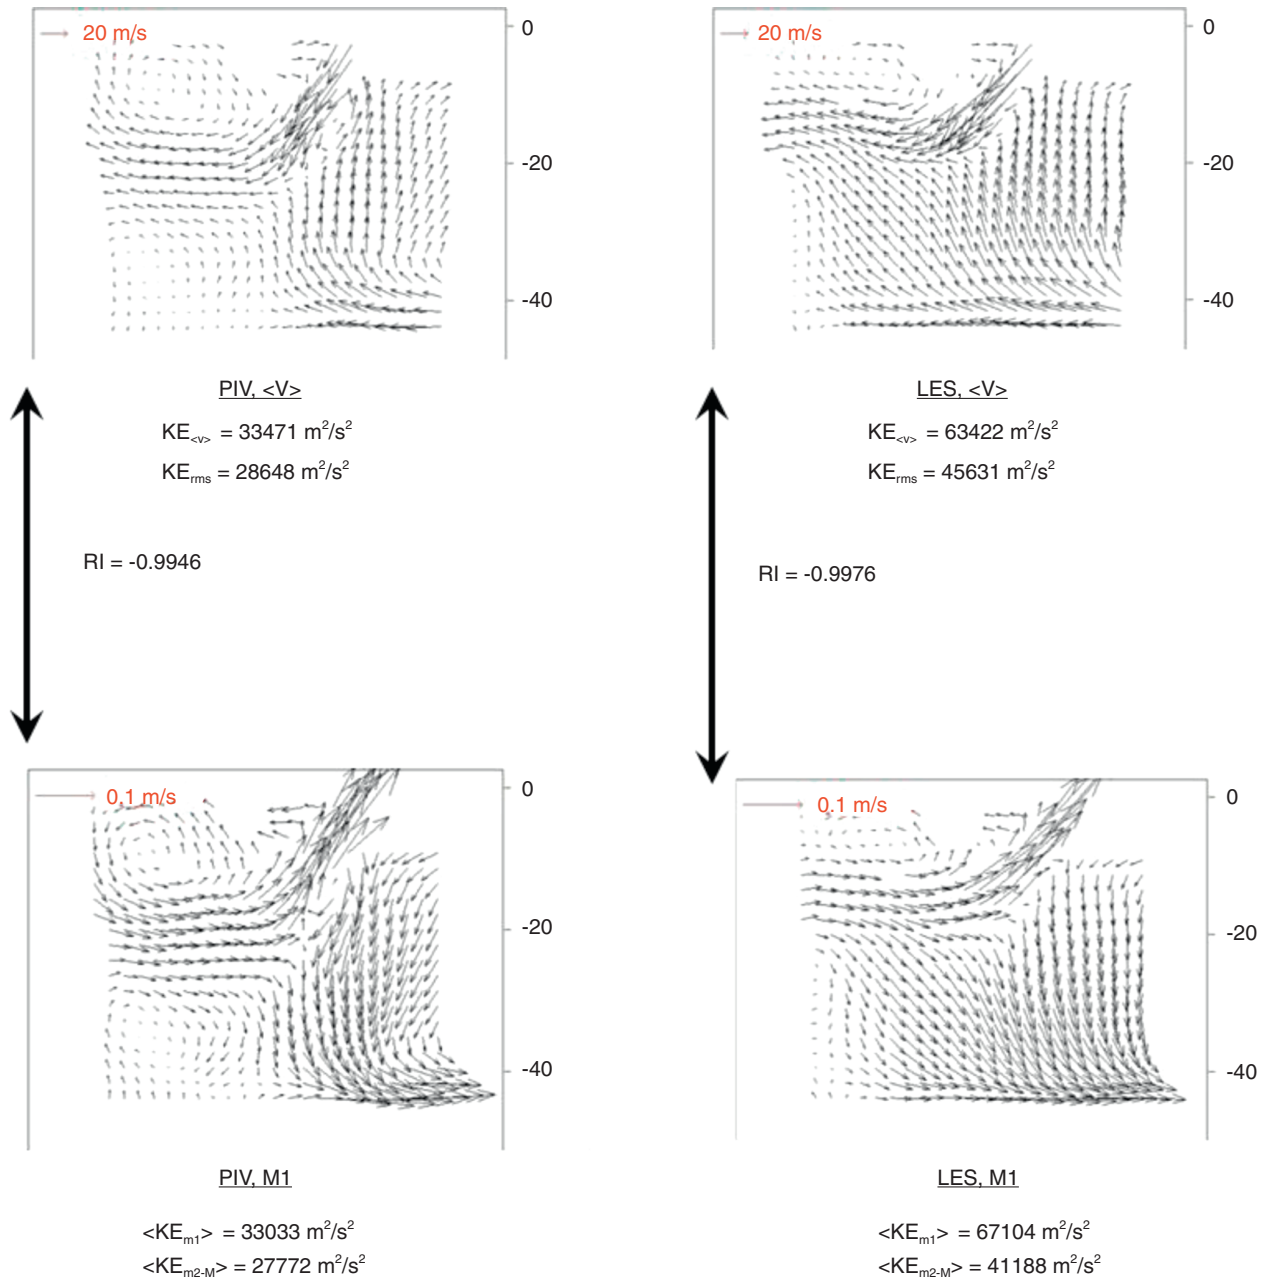 20 m/s
0
-20
-40
PIV, <V>
KE<v> = 33471 m²/s²
KErms = 28648 m²/s²
RI = -0.9946
20 m/s
0
-20
-40
LES, <V>
KE<v> = 63422 m²/s²
KErms = 45631 m²/s²
RI = -0.9976
0.1 m/s
0
-20
-40
PIV, M1
<KEm1> = 33033 m²/s²
<KEm2-M> = 27772 m²/s²
0.1 m/s
0
-20
-40
LES, M1
<KEm1> = 67104 m²/s²
<KEm2-M> = 41188 m²/s²